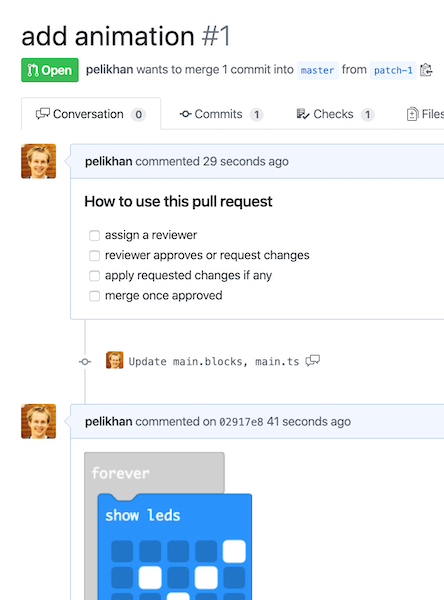 add animation #1
Open pelikhan wants to merge 1 commit into master from patch-1
Conversation 0 Commits 1 Checks 1 Files
pelikhan commented 29 seconds ago
How to use this pull request
assign a reviewer
reviewer approves or request changes
apply requested changes if any
merge once approved
Update main.blocks, main.ts
pelikhan commented on 02917e8 41 seconds ago
forever
show leds